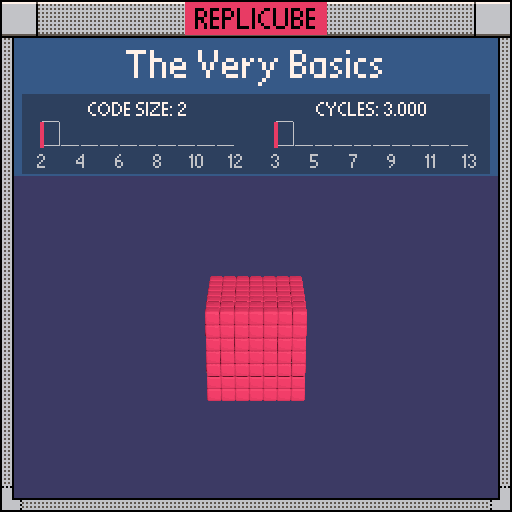 REPLICUBE
The Very Basics
CODE SIZE: 2 CYCLES: 3.000
2 4 6 8 10 12 3 5 7 9 11 13